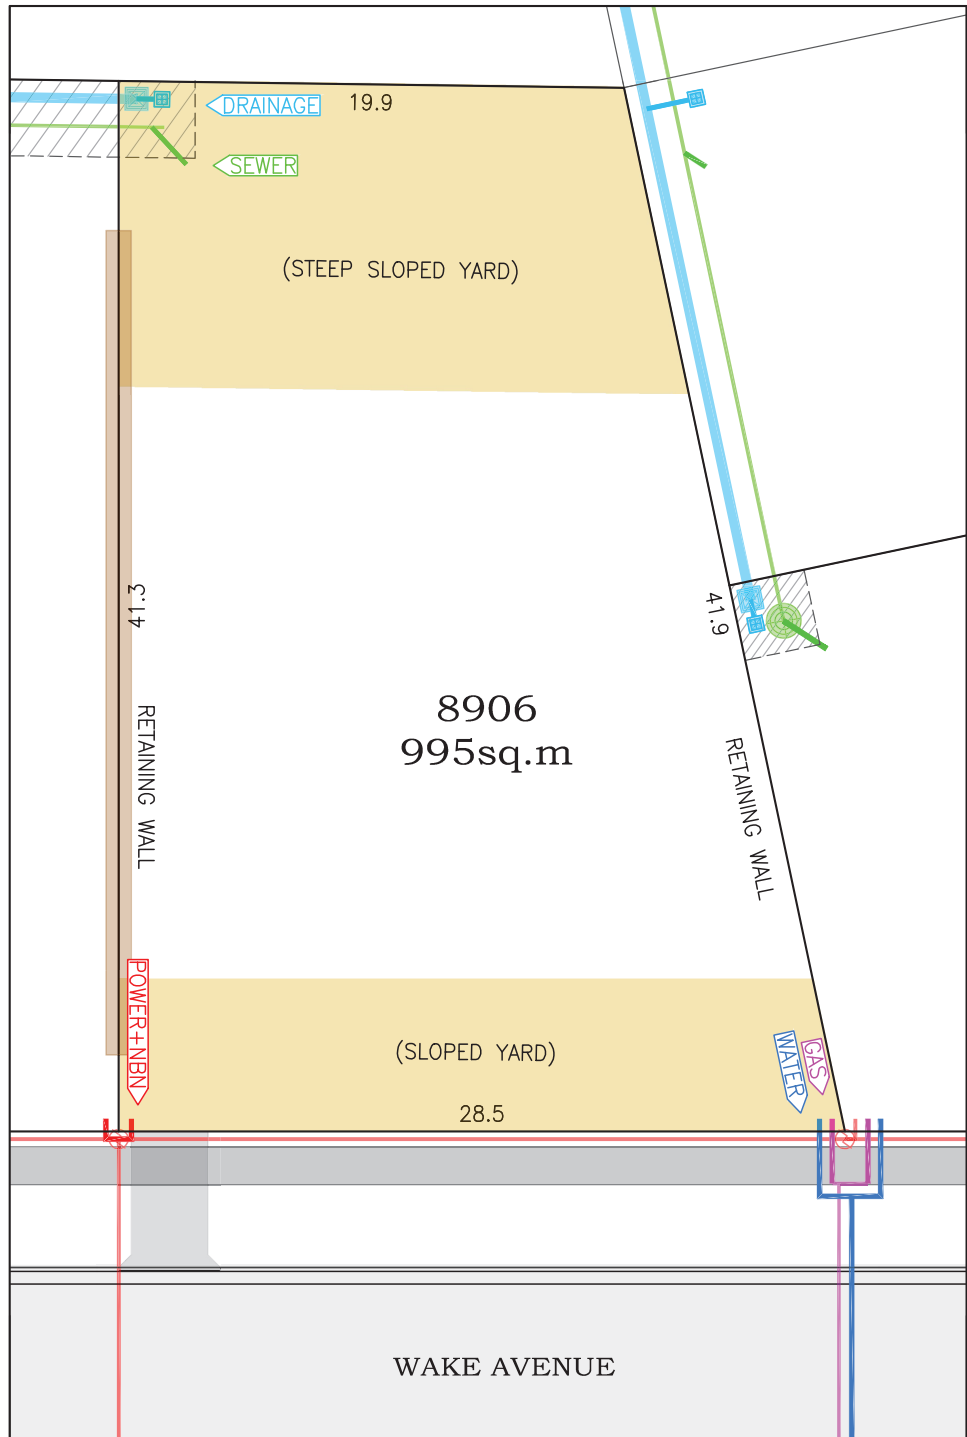 DRAINAGE
19.9
SEWER
(STEEP SLOPED YARD)
41.3
41.9
8906
995sq.m
RETAINING WALL
RETAINING WALL
POWER+NBN
(SLOPED YARD)
WATER
GAS
28.5
WAKE AVENUE